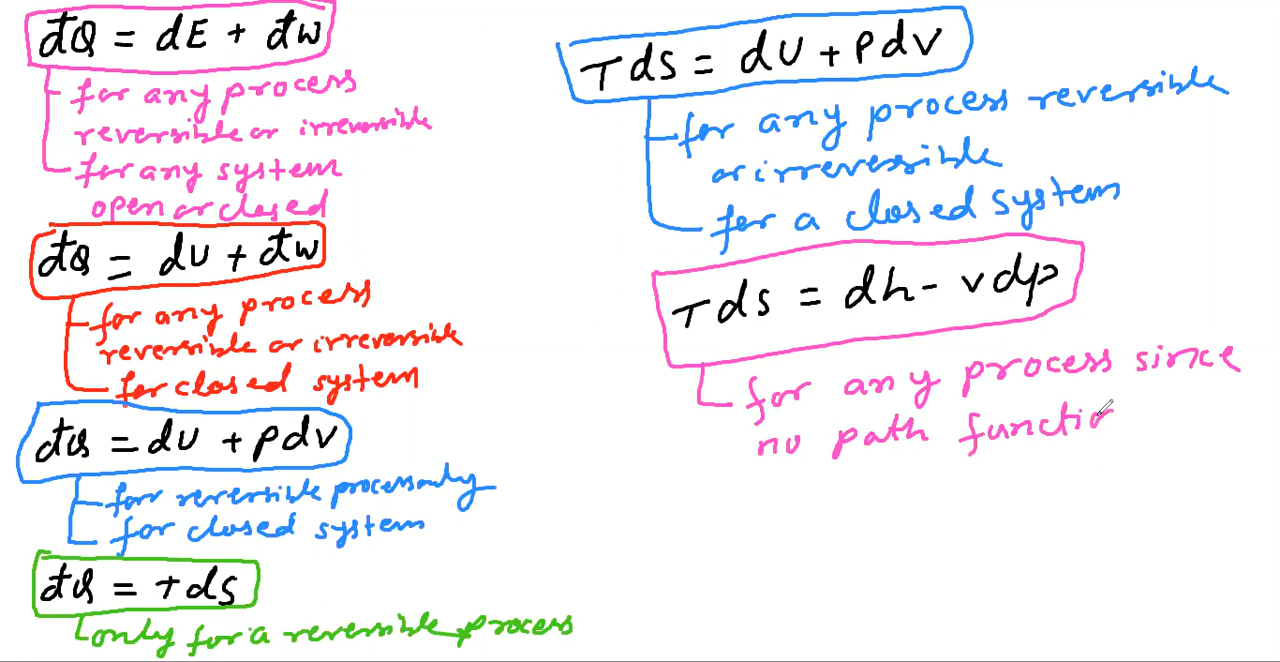 đQ = dE + đW
for any process
reversible or irreversible
for any system
open or closed
đQ = dU + đW
for any process
reversible or irreversible
for closed system
đQ = dU + pdV
for reversible process only
for closed system
đQ = Tds
only for a reversible process
Tds = dU + pdV
for any process reversible
or irreversible
for a closed system
Tds = dh - vdp
for any process since
no path functio